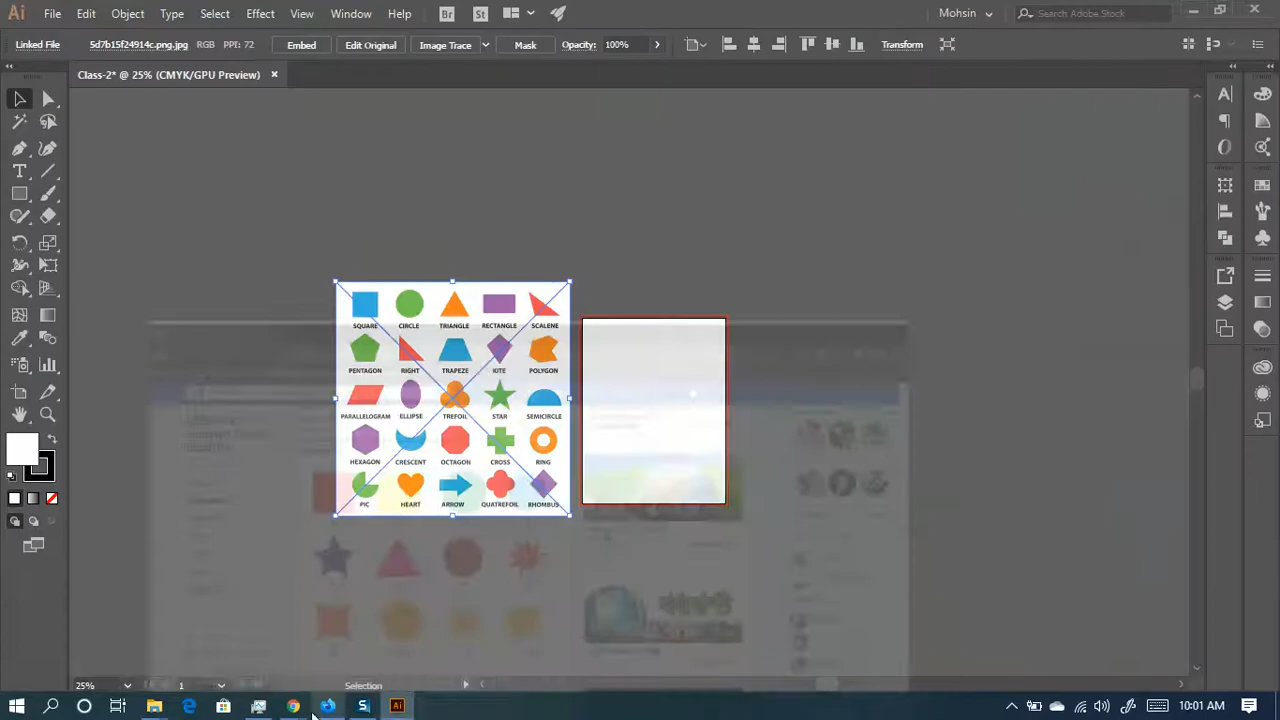 Ai File Edit Object Type Select Effect View Window Help Br St Mohsin Search Adobe Stock
Linked File 5d7b15f24914c.png.jpg RGB PPI: 72 Embed Edit Original Image Trace Mask Opacity: 100% Transform
Class-2* @ 25% (CMYK/GPU Preview)
SQUARE CIRCLE TRIANGLE RECTANGLE SCALENE
PENTAGON RIGHT TRAPEZE KITE POLYGON
PARALLELOGRAM ELLIPSE TREFOIL STAR SEMICIRCLE
HEXAGON CRESCENT OCTAGON CROSS RING
PIC HEART ARROW QUATREFOIL RHOMBUS
25% 1 Selection
S Ai 10:01 AM